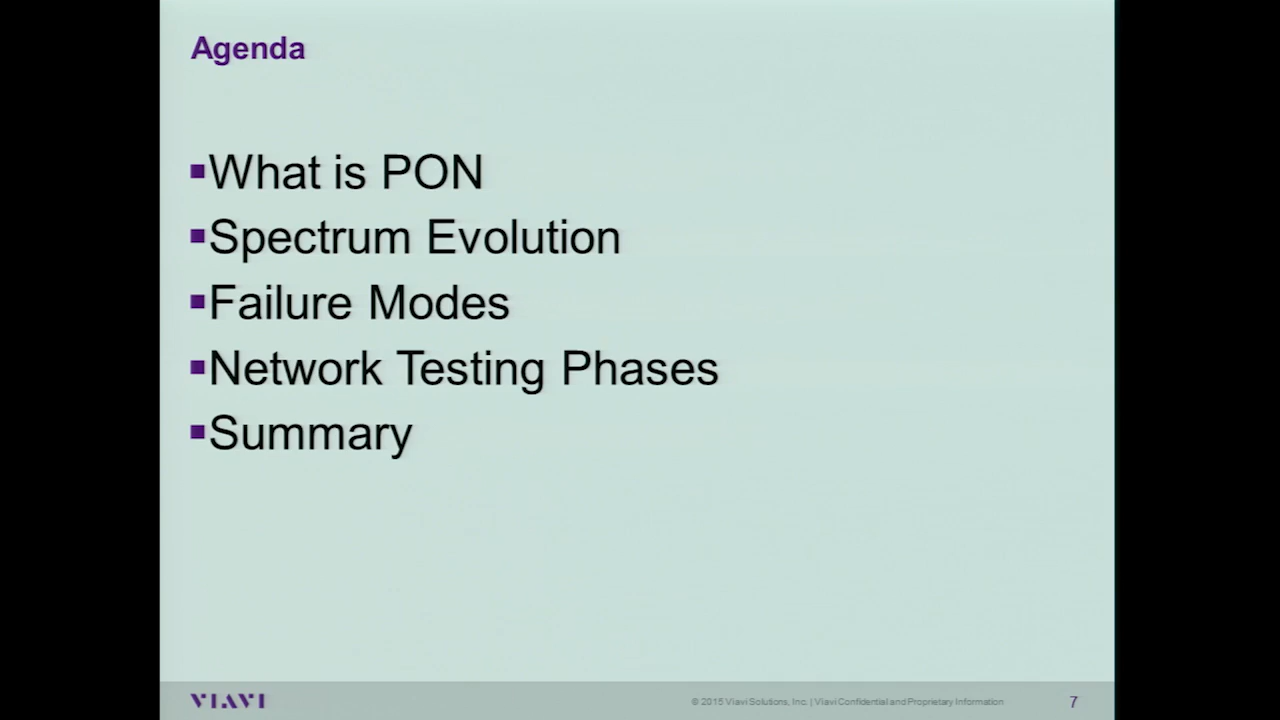 Agenda
▪What is PON
▪Spectrum Evolution
▪Failure Modes
▪Network Testing Phases
▪Summary
VIAVI
© 2015 Viavi Solutions, Inc. | Viavi Confidential and Proprietary Information
7